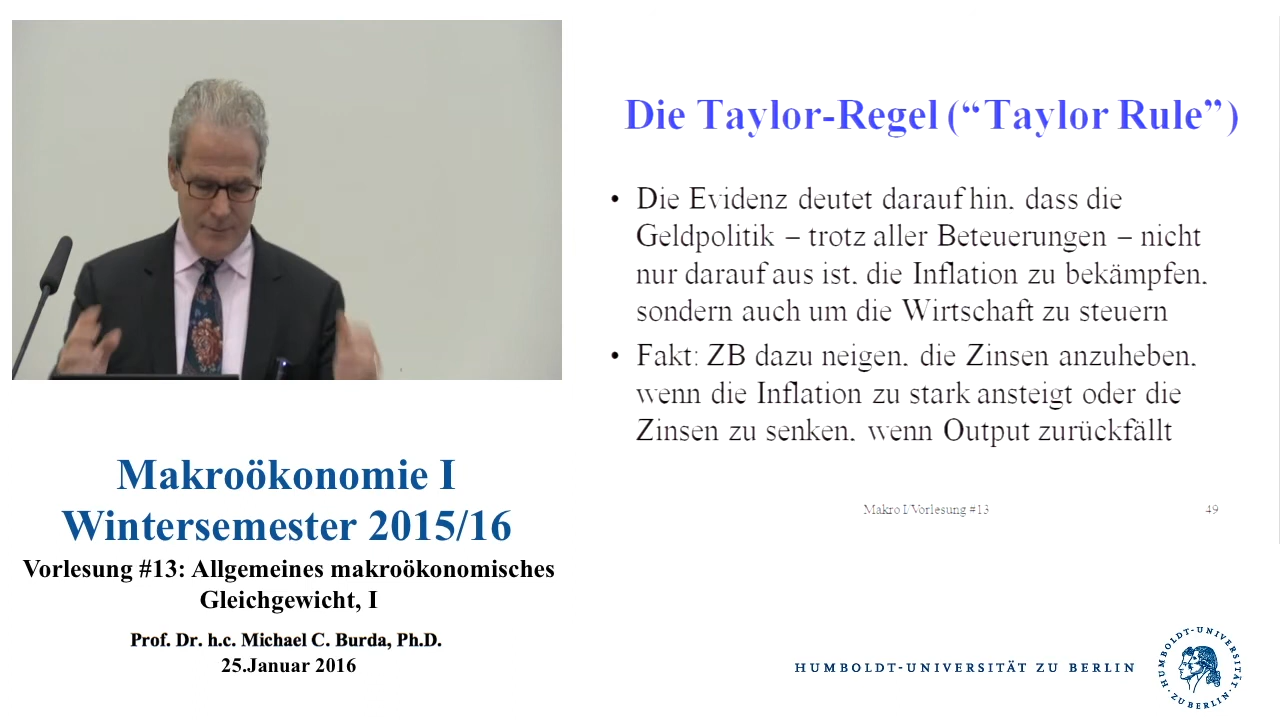 Die Taylor-Regel (“Taylor Rule”)
• Die Evidenz deutet darauf hin, dass die
Geldpolitik – trotz aller Beteuerungen – nicht
nur darauf aus ist, die Inflation zu bekämpfen,
sondern auch um die Wirtschaft zu steuern
• Fakt: ZB dazu neigen, die Zinsen anzuheben,
wenn die Inflation zu stark ansteigt oder die
Zinsen zu senken, wenn Output zurückfällt
Makro I/Vorlesung #13
49
Makroökonomie I
Wintersemester 2015/16
Vorlesung #13: Allgemeines makroökonomisches
Gleichgewicht, I
Prof. Dr. h.c. Michael C. Burda, Ph.D.
25.Januar 2016
HUMBOLDT-UNIVERSITÄT ZU BERLIN
HUMBOLDT-UNIVERSITÄT
ZU BERLIN